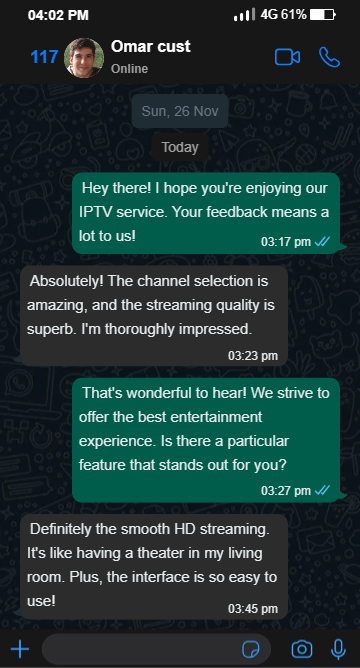 04:02 PM
4G 61%
117
Omar cust
Online
Sun, 26 Nov
Today
Hey there! I hope you're enjoying our
IPTV service. Your feedback means a
lot to us!
03:17 pm
Absolutely! The channel selection is
amazing, and the streaming quality is
superb. I'm thoroughly impressed.
03:23 pm
That's wonderful to hear! We strive to
offer the best entertainment
experience. Is there a particular
feature that stands out for you?
03:27 pm
Definitely the smooth HD streaming.
It's like having a theater in my living
room. Plus, the interface is so easy to
use!
03:45 pm